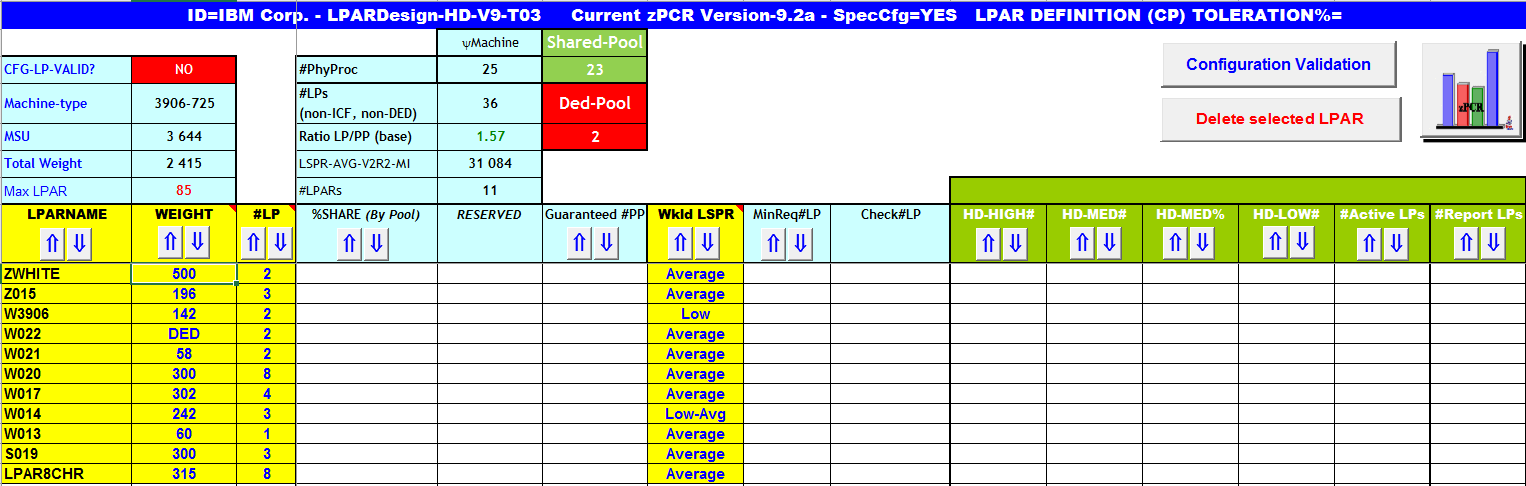 ID=IBM Corp. - LPARDesign-HD-V9-T03 Current zPCR Version-9.2a - SpecCfg=YES LPAR DEFINITION (CP) TOLERATION%=
ψMachine Shared-Pool
CFG-LP-VALID? NO #PhyProc 25 23 Configuration Validation
Machine-type 3906-725 #LPs (non-ICF, non-DED) 36 Ded-Pool zPCR
MSU 3 644 Ratio LP/PP (base) 1.57 2 Delete selected LPAR
Total Weight 2 415 LSPR-AVG-V2R2-MI 31 084
Max LPAR 85 #LPARs 11
LPARNAME WEIGHT #LP %SHARE (By Pool) RESERVED Guaranteed #PP Wkld LSPR MinReq#LP Check#LP HD-HIGH# HD-MED# HD-MED% HD-LOW# #Active LPs #Report LPs
ZWHITE 500 2 Average
Z015 196 3 Average
W3906 142 2 Low
W022 DED 2 Average
W021 58 2 Average
W020 300 8 Average
W017 302 4 Average
W014 242 3 Low-Avg
W013 60 1 Average
S019 300 3 Average
LPAR8CHR 315 8 Average